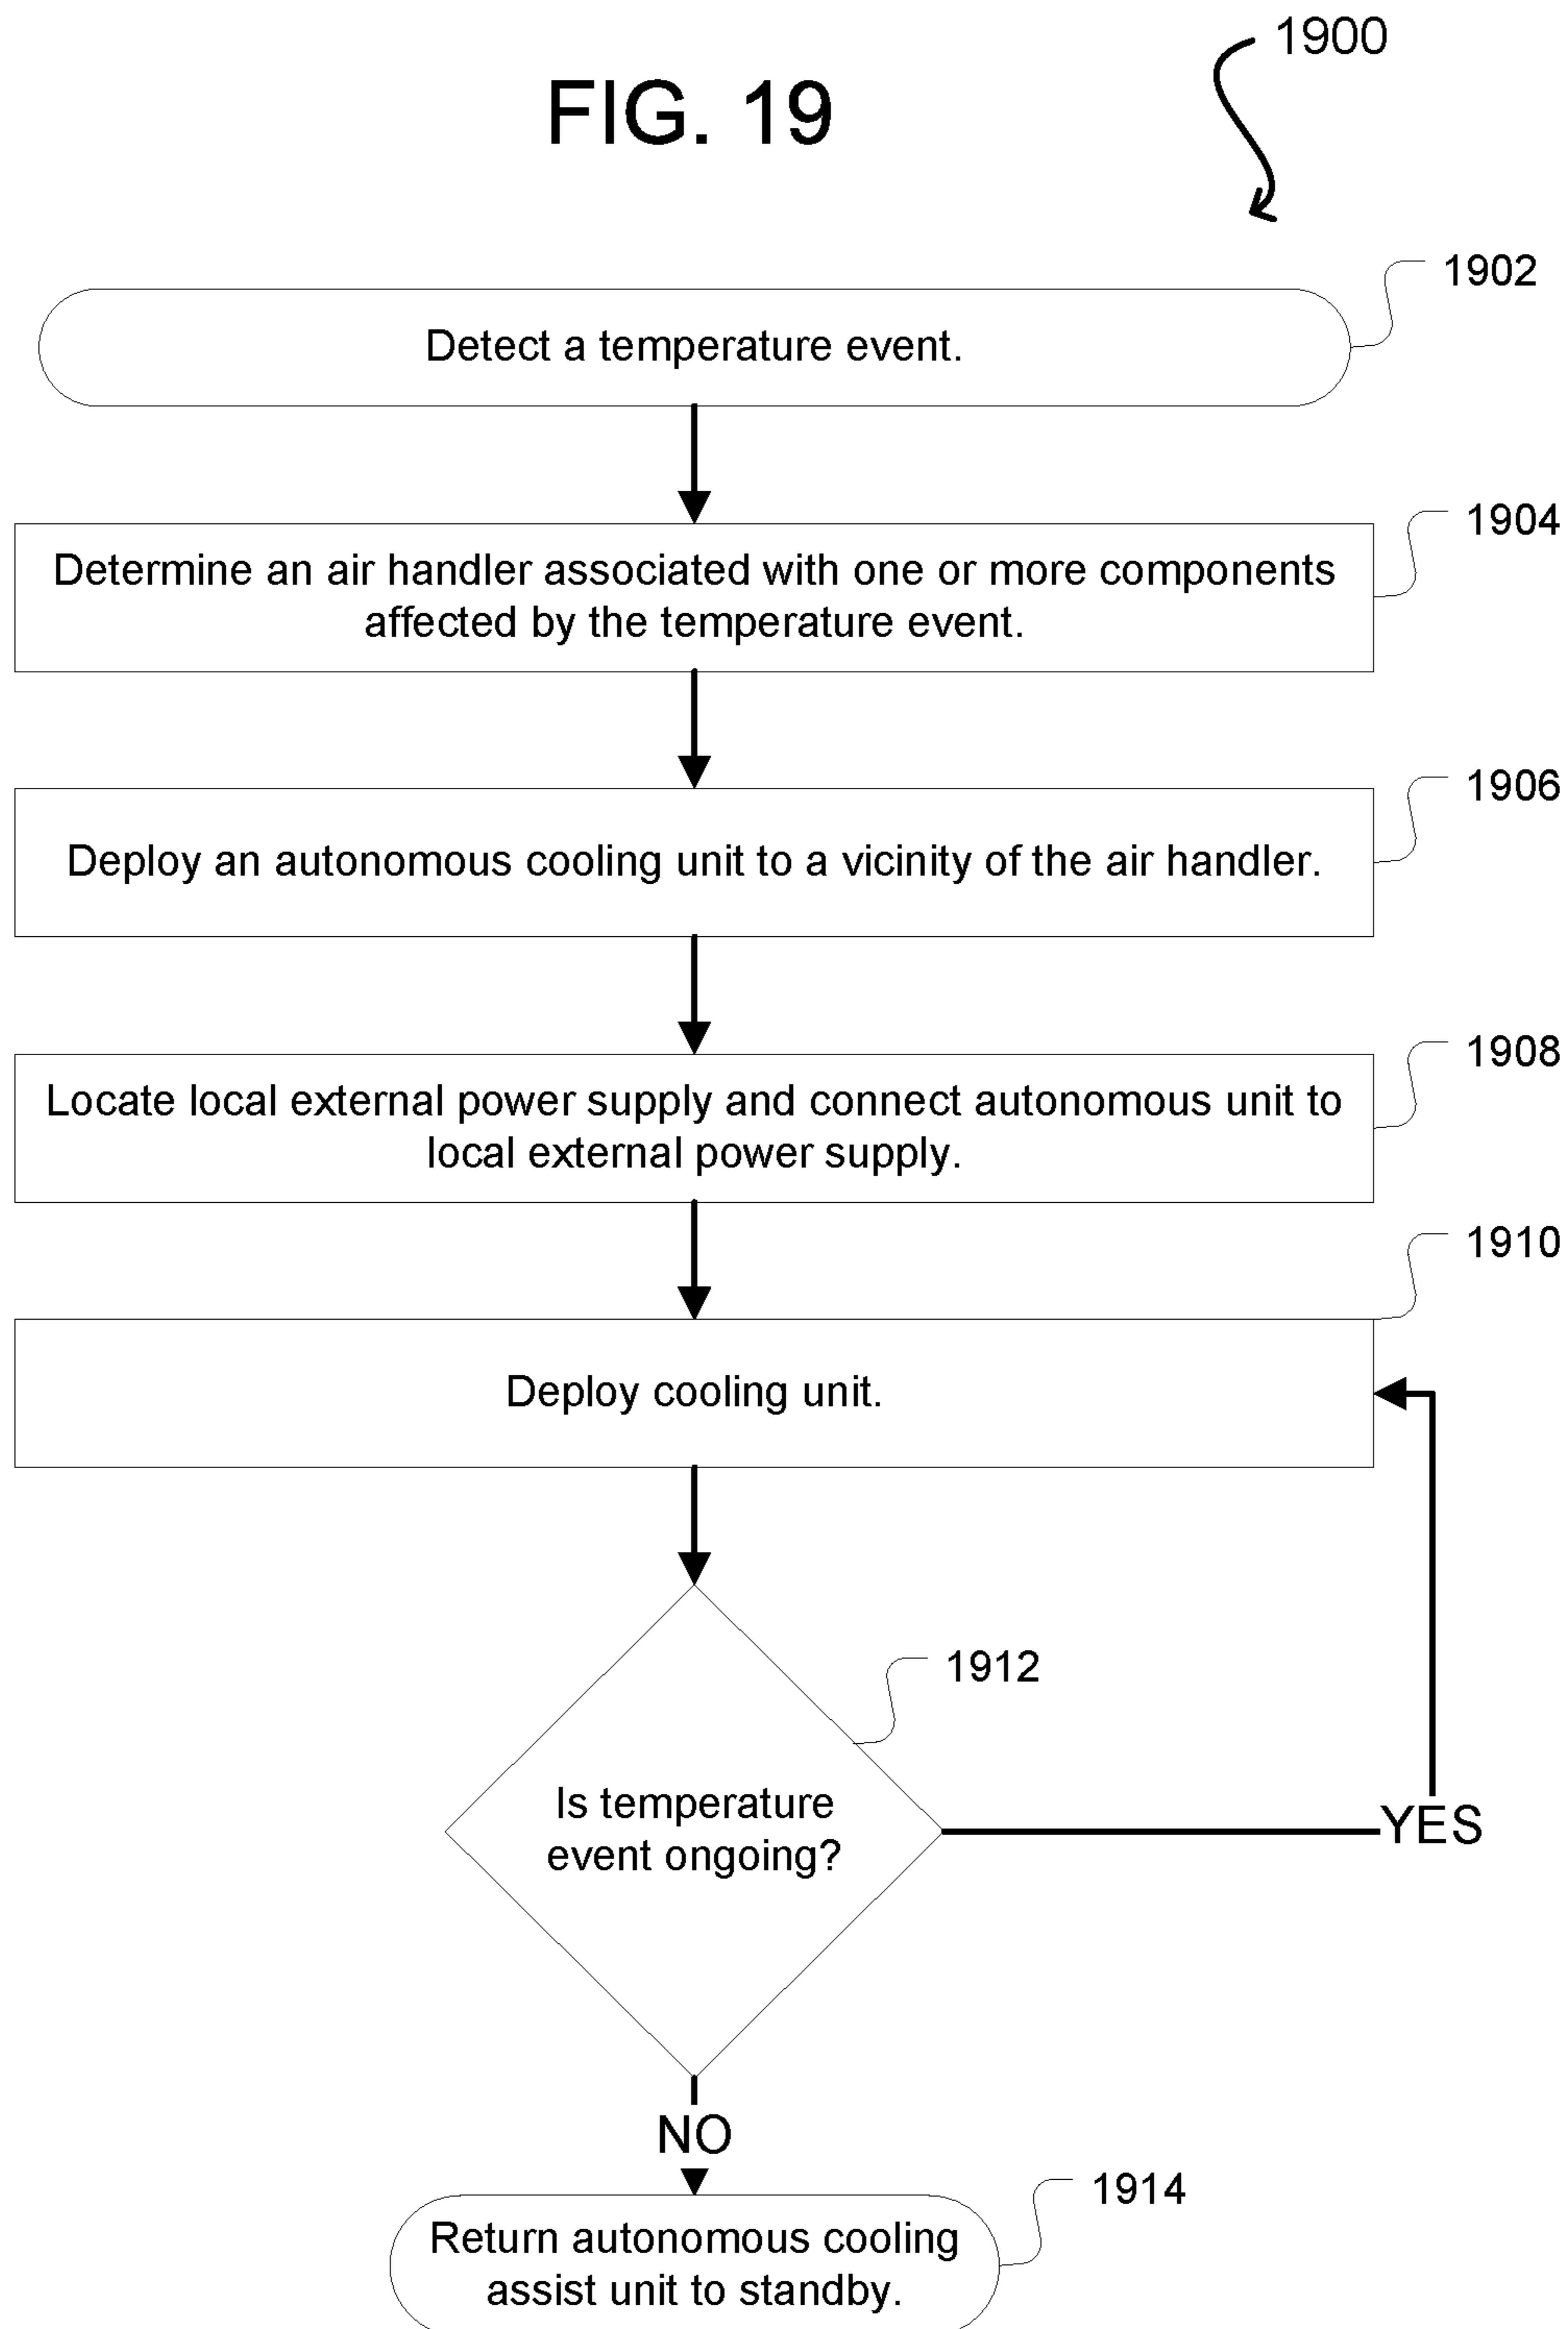 1900
FIG. 19
1902
Detect a temperature event.
1904
Determine an air handler associated with one or more components
affected by the temperature event.
1906
Deploy an autonomous cooling unit to a vicinity of the air handler.
1908
Locate local external power supply and connect autonomous unit to
local external power supply.
1910
Deploy cooling unit.
1912
Is temperature
event ongoing?
YES
NO
1914
Return autonomous cooling
assist unit to standby.